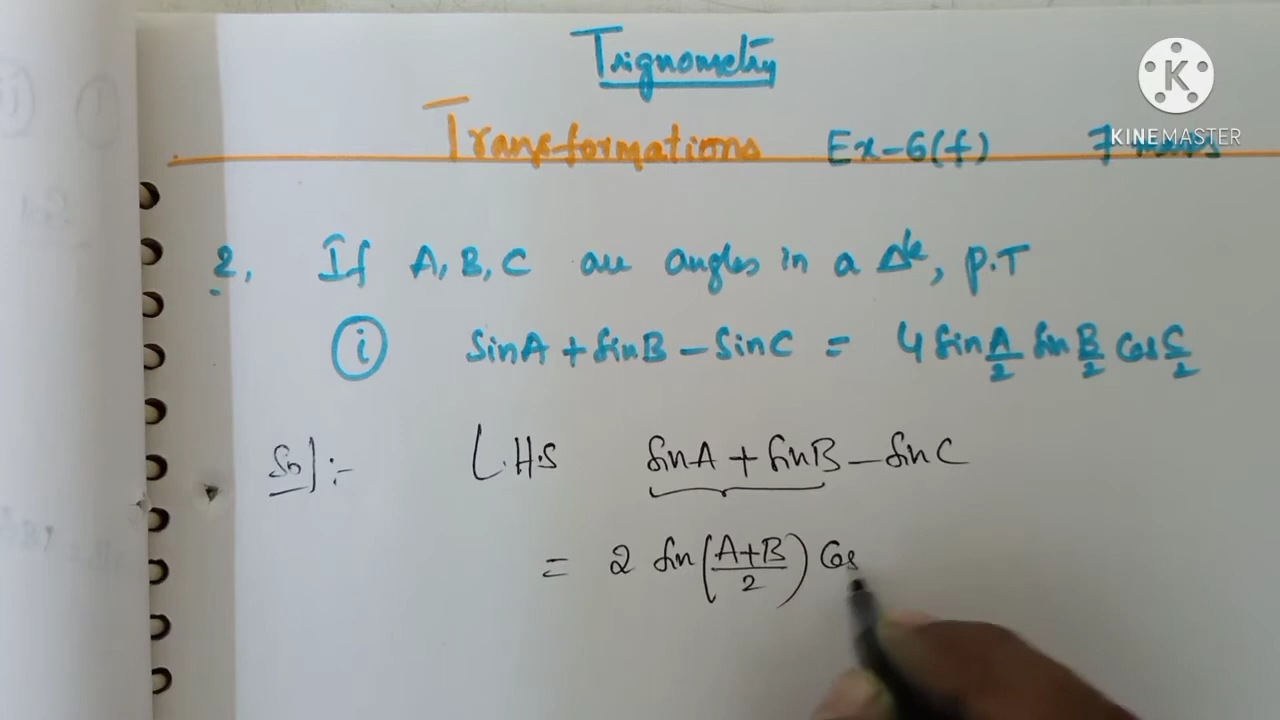 Trignometry
K
KINEMASTER
Transformations Ex-6(f) 7
2. If A, B, C are angles in a Δle, P.T
(i) sinA + sinB - sinC = 4 sin A/2 sin B/2 cos C/2
Sol:- L.H.S sinA + sinB - sinC
= 2 sin(A+B/2) Cos